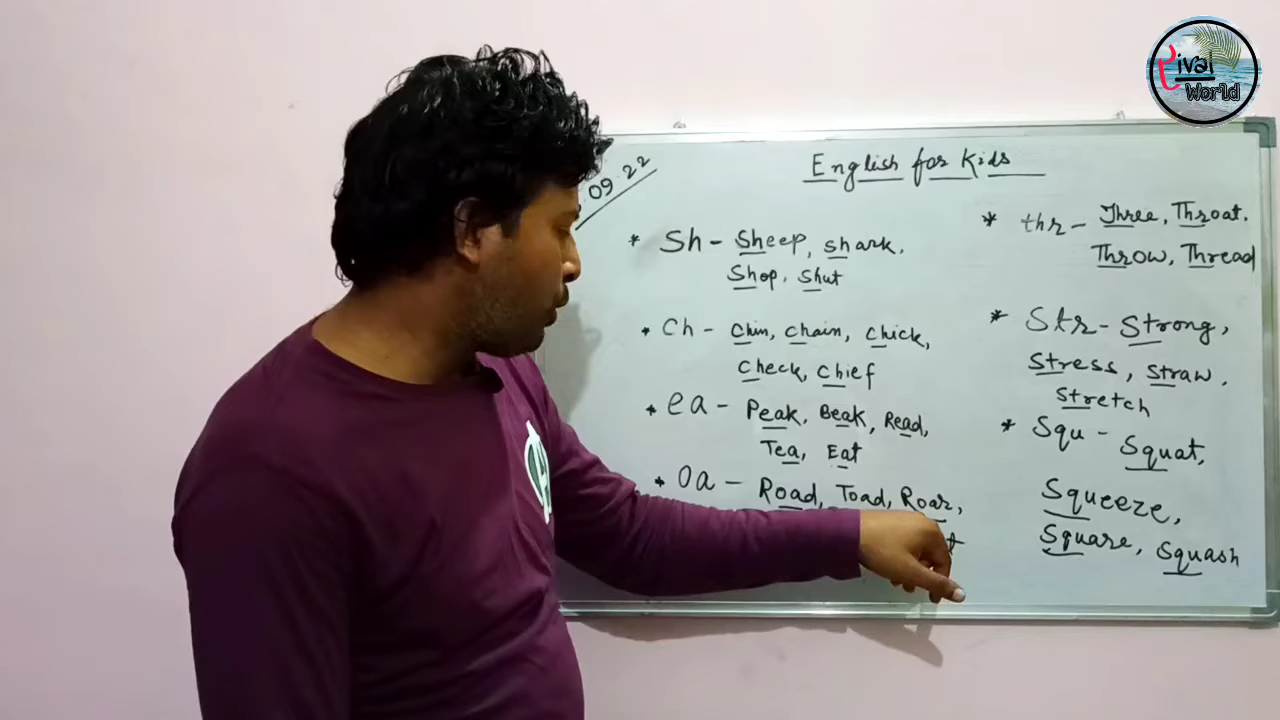 Rival
World
English for Kids
09.22
* Sh - Sheep, shark,
Shop, Shut
* Ch - Chin, chain, chick,
Check, chief
* ea - Peak, Beak, Read,
Tea, Eat
* oa - Road, Toad, Roar,
* thr - Three, Throat,
Throw, Thread
* Str - Strong,
Stress, Straw,
Stretch
* Squ - Squat,
Squeeze,
Square, Squash